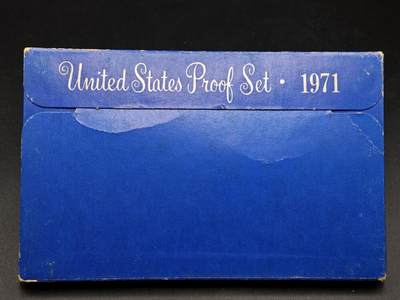 United States Proof Set · 1971